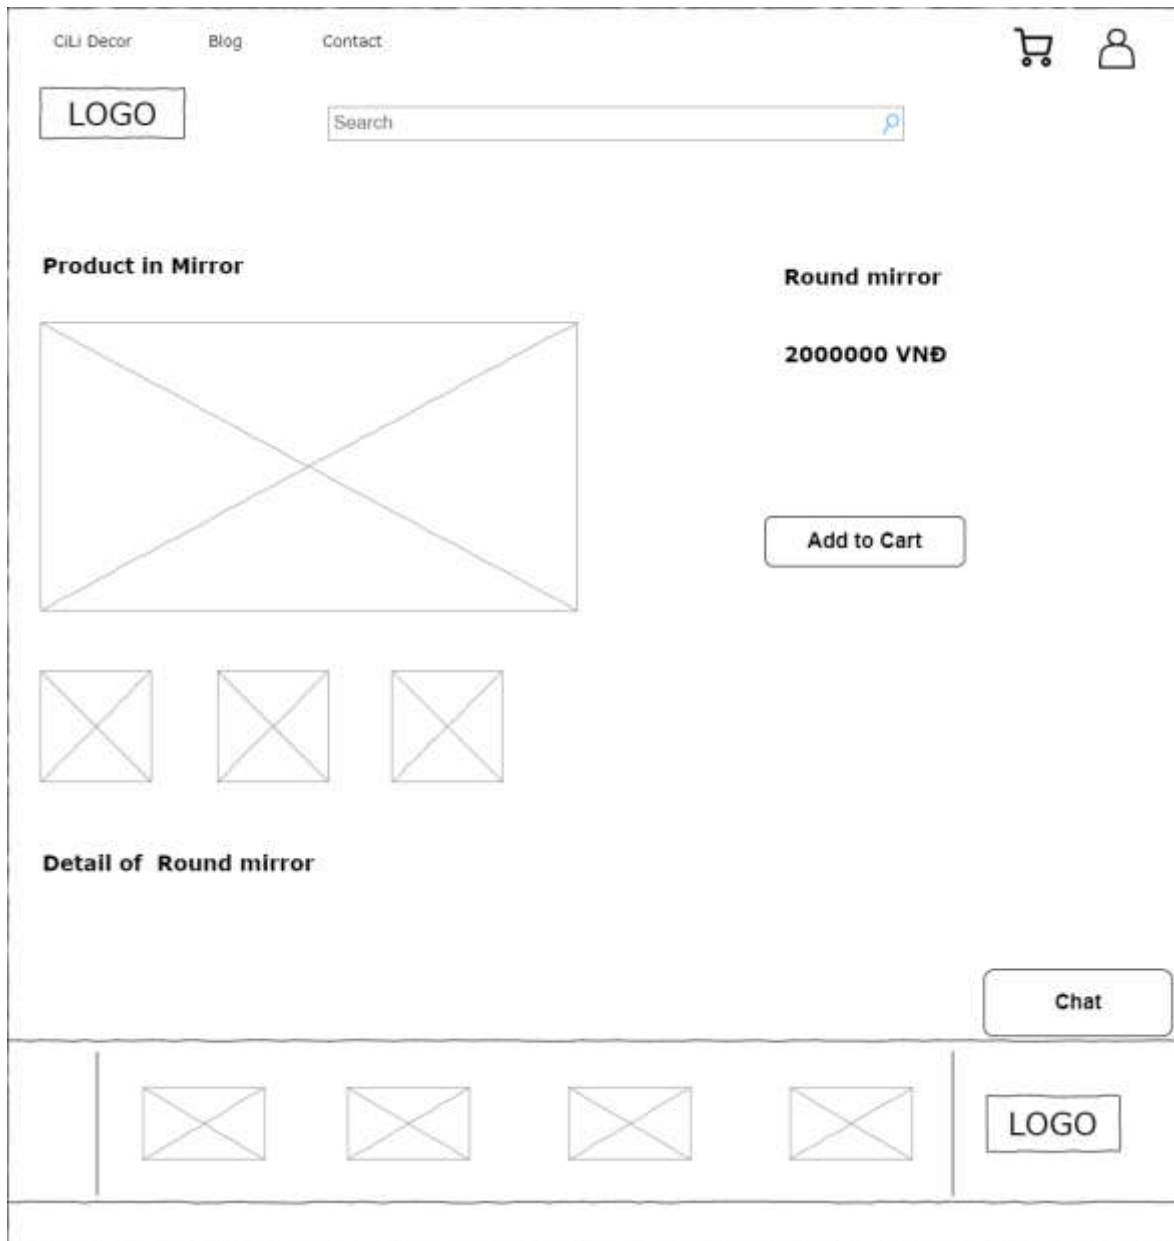 CiLi Decor Blog Contact
LOGO
Search
Product in Mirror
Round mirror
2000000 VNĐ
Add to Cart
Detail of Round mirror
Chat
LOGO